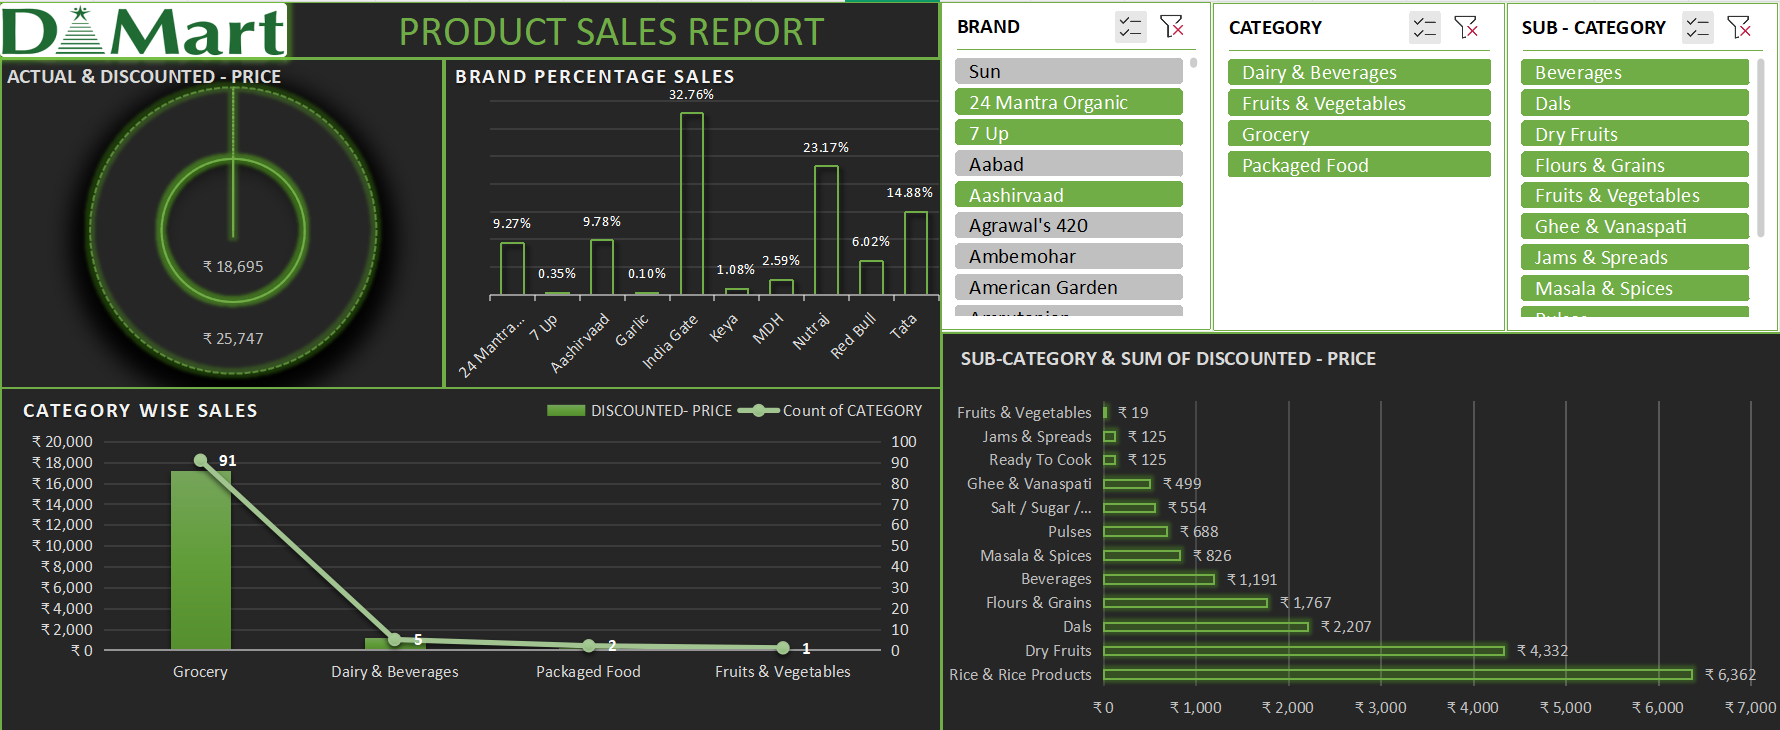 D Mart
PRODUCT SALES REPORT
ACTUAL & DISCOUNTED - PRICE
₹ 18,695
₹ 25,747
BRAND PERCENTAGE SALES
32.76%
23.17%
14.88%
9.27%
9.78%
6.02%
0.35%
0.10%
1.08%
2.59%
24 Mantra...
7 Up
Aashirvaad
Garlic
India Gate
Keya
MDH
Nutraj
Red Bull
Tata
BRAND
Sun
24 Mantra Organic
7 Up
Aabad
Aashirvaad
Agrawal's 420
Ambemohar
American Garden
CATEGORY
Dairy & Beverages
Fruits & Vegetables
Grocery
Packaged Food
SUB - CATEGORY
Beverages
Dals
Dry Fruits
Flours & Grains
Fruits & Vegetables
Ghee & Vanaspati
Jams & Spreads
Masala & Spices
Pulses
CATEGORY WISE SALES
DISCOUNTED- PRICE
Count of CATEGORY
₹ 20,000
₹ 18,000
₹ 16,000
₹ 14,000
₹ 12,000
₹ 10,000
₹ 8,000
₹ 6,000
₹ 4,000
₹ 2,000
₹ 0
91
5
2
1
100
90
80
70
60
50
40
30
20
10
0
Grocery
Dairy & Beverages
Packaged Food
Fruits & Vegetables
SUB-CATEGORY & SUM OF DISCOUNTED - PRICE
Fruits & Vegetables ₹ 19
Jams & Spreads ₹ 125
Ready To Cook ₹ 125
Ghee & Vanaspati ₹ 499
Salt / Sugar /... ₹ 554
Pulses ₹ 688
Masala & Spices ₹ 826
Beverages ₹ 1,191
Flours & Grains ₹ 1,767
Dals ₹ 2,207
Dry Fruits ₹ 4,332
Rice & Rice Products ₹ 6,362
₹ 0 ₹ 1,000 ₹ 2,000 ₹ 3,000 ₹ 4,000 ₹ 5,000 ₹ 6,000 ₹ 7,000